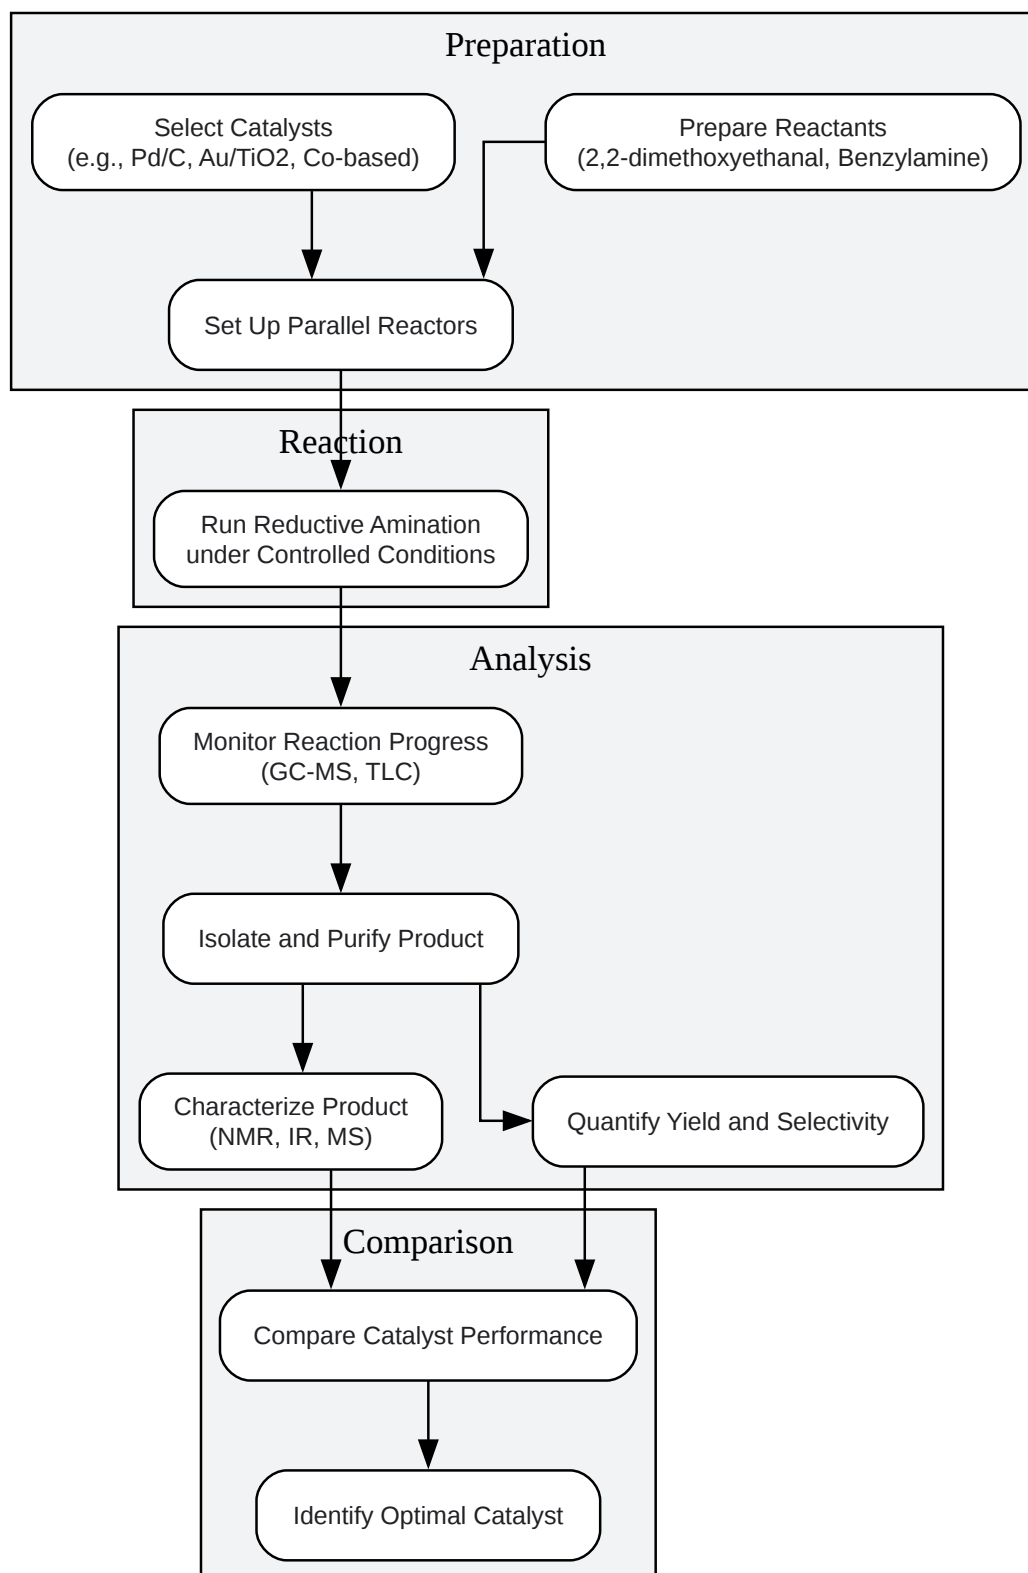 Preparation
Select Catalysts
(e.g., Pd/C, Au/TiO2, Co-based)
Prepare Reactants
(2,2-dimethoxyethanal, Benzylamine)
Set Up Parallel Reactors
Reaction
Run Reductive Amination
under Controlled Conditions
Analysis
Monitor Reaction Progress
(GC-MS, TLC)
Isolate and Purify Product
Characterize Product
(NMR, IR, MS)
Quantify Yield and Selectivity
Comparison
Compare Catalyst Performance
Identify Optimal Catalyst